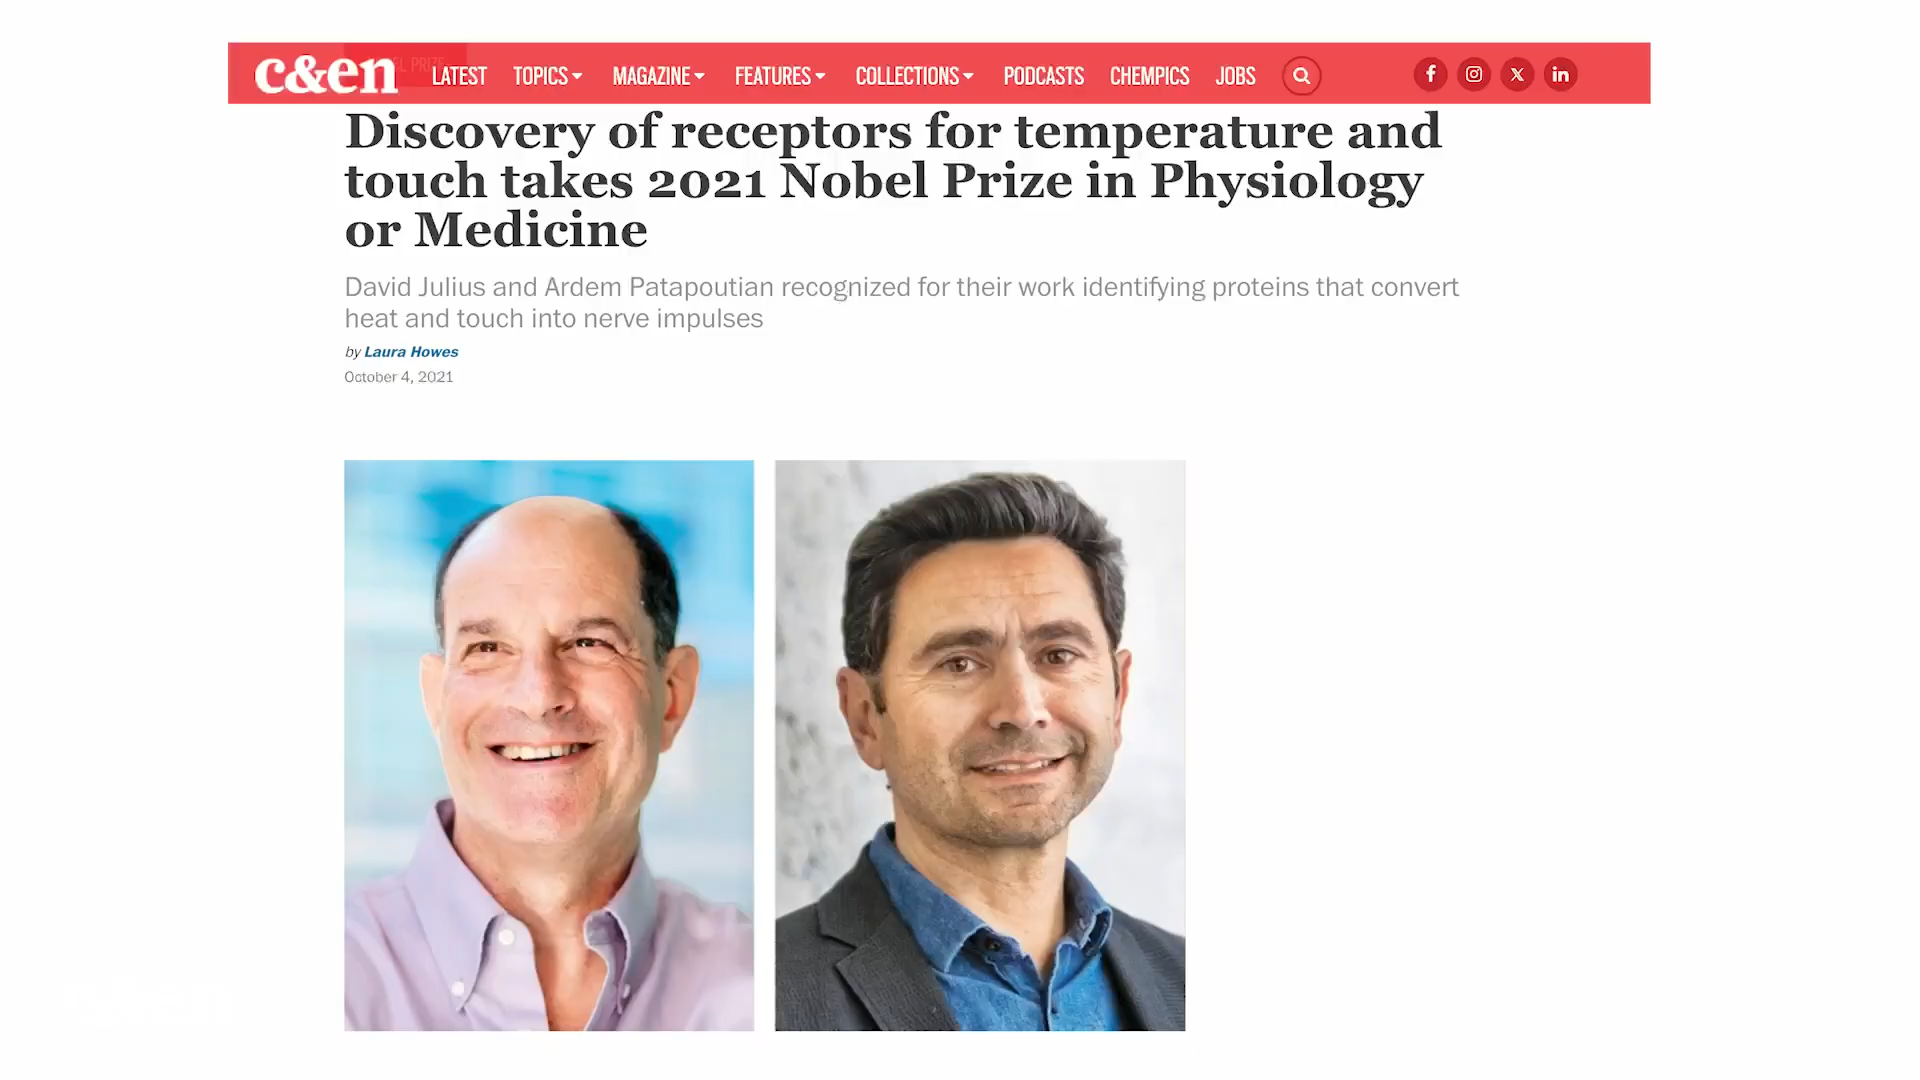 c&en LATEST TOPICS MAGAZINE FEATURES COLLECTIONS PODCASTS CHEMPICS JOBS
Discovery of receptors for temperature and
touch takes 2021 Nobel Prize in Physiology
or Medicine
David Julius and Ardem Patapoutian recognized for their work identifying proteins that convert
heat and touch into nerve impulses
by Laura Howes
October 4, 2021